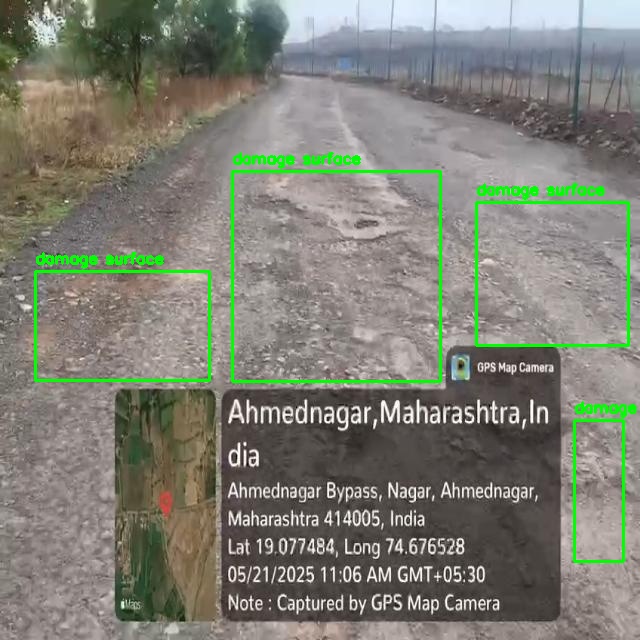 damage surface
damage surface
damage surface
damage
GPS Map Camera
Ahmednagar,Maharashtra,In
dia
Ahmednagar Bypass, Nagar, Ahmednagar,
Maharashtra 414005, India
Lat 19.077484, Long 74.676528
05/21/2025 11:06 AM GMT+05:30
Note : Captured by GPS Map Camera
Maps